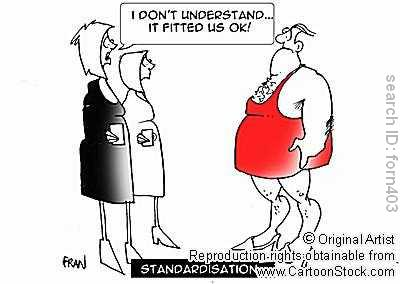 I DON'T UNDERSTAND...
IT FITTED US OK!
search ID: forn403
FRAN
STANDARDISATION
© Original Artist
Reproduction rights obtainable from
www.CartoonStock.com